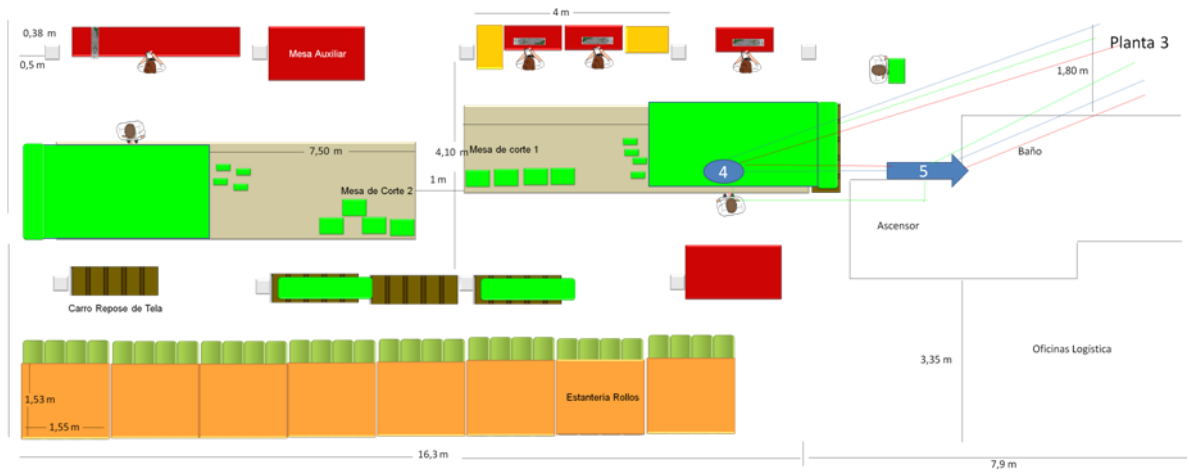 4 m
0,38 m
Planta 3
Mesa Auxiliar
0,5 m
1,80 m
7,50 m
4,10 m
Mesa de corte 1
Baño
4
5
1 m
Mesa de Corte 2
Ascensor
Carro Repose de Tela
Oficinas Logística
3,35 m
1,53 m
Estanteria Rollos
1,55 m
16,3 m
7,9 m